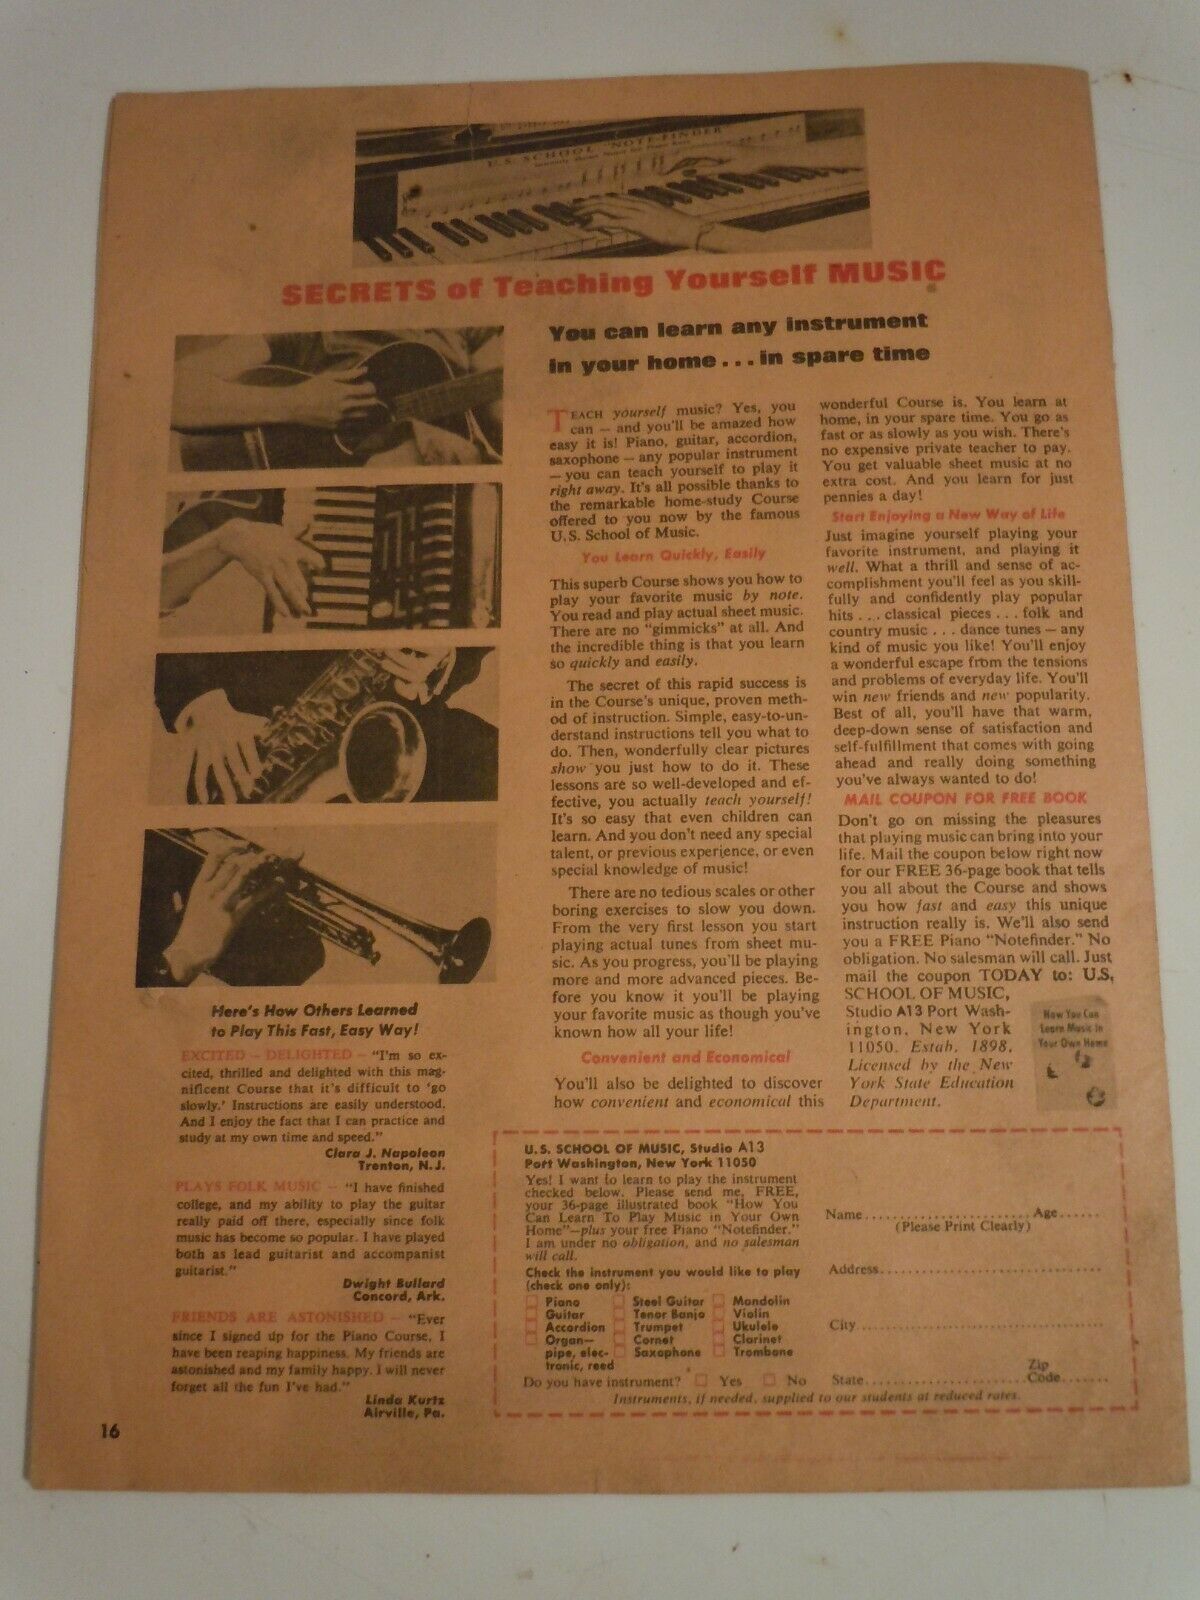 U.S. SCHOOL "NOTE-FINDER"
SECRETS of Teaching Yourself MUSIC
You can learn any instrument
in your home . . . in spare time
TEACH yourself music? Yes, you
can — and you'll be amazed how
easy it is! Piano, guitar, accordion,
saxophone — any popular instrument
— you can teach yourself to play it
right away. It's all possible thanks to
the remarkable home-study Course
offered to you now by the famous
U.S. School of Music.
You Learn Quickly, Easily
This superb Course shows you how to
play your favorite music by note.
You read and play actual sheet music.
There are no "gimmicks" at all. And
the incredible thing is that you learn
so quickly and easily.
The secret of this rapid success is
in the Course's unique, proven meth-
od of instruction. Simple, easy-to-un-
derstand instructions tell you what to
do. Then, wonderfully clear pictures
show you just how to do it. These
lessons are so well-developed and ef-
fective, you actually teach yourself!
It's so easy that even children can
learn. And you don't need any special
talent, or previous experience, or even
special knowledge of music!
There are no tedious scales or other
boring exercises to slow you down.
From the very first lesson you start
playing actual tunes from sheet mu-
sic. As you progress, you'll be playing
more and more advanced pieces. Be-
fore you know it you'll be playing
your favorite music as though you've
known how all your life!
Convenient and Economical
You'll also be delighted to discover
how convenient and economical this
wonderful Course is. You learn at
home, in your spare time. You go as
fast or as slowly as you wish. There's
no expensive private teacher to pay.
You get valuable sheet music at no
extra cost. And you learn for just
pennies a day!
Start Enjoying a New Way of Life
Just imagine yourself playing your
favorite instrument, and playing it
well. What a thrill and sense of ac-
complishment you'll feel as you skill-
fully and confidently play popular
hits . . . classical pieces . . . folk and
country music . . . dance tunes — any
kind of music you like! You'll enjoy
a wonderful escape from the tensions
and problems of everyday life. You'll
win new friends and new popularity.
Best of all, you'll have that warm,
deep-down sense of satisfaction and
self-fulfillment that comes with going
ahead and really doing something
you've always wanted to do!
MAIL COUPON FOR FREE BOOK
Don't go on missing the pleasures
that playing music can bring into your
life. Mail the coupon below right now
for our FREE 36-page book that tells
you all about the Course and shows
you how fast and easy this unique
instruction really is. We'll also send
you a FREE Piano "Notefinder." No
obligation. No salesman will call. Just
mail the coupon TODAY to: U.S.
SCHOOL OF MUSIC,
Studio A13 Port Wash-
ington, New York
11050. Estab. 1898.
Licensed by the New
York State Education
Department.
How You Can
Learn Music in
Your Own Home
Here's How Others Learned
to Play This Fast, Easy Way!
EXCITED — DELIGHTED — "I'm so ex-
cited, thrilled and delighted with this mag-
nificent Course that it's difficult to 'go
slowly.' Instructions are easily understood.
And I enjoy the fact that I can practice and
study at my own time and speed."
Clara J. Napoleon
Trenton, N.J.
PLAYS FOLK MUSIC — "I have finished
college, and my ability to play the guitar
really paid off there, especially since folk
music has become so popular. I have played
both as lead guitarist and accompanist
guitarist."
Dwight Bullard
Concord, Ark.
FRIENDS ARE ASTONISHED — "Ever
since I signed up for the Piano Course, I
have been reaping happiness. My friends are
astonished and my family happy. I will never
forget all the fun I've had."
Linda Kurtz
Airville, Pa.
U.S. SCHOOL OF MUSIC, Studio A13
Port Washington, New York 11050
Yes! I want to learn to play the instrument
checked below. Please send me, FREE,
your 36-page illustrated book "How You
Can Learn To Play Music in Your Own
Home"—plus your free Piano "Notefinder."
I am under no obligation, and no salesman
will call.
Check the instrument you would like to play
(check one only):
Piano
Guitar
Accordion
Organ—
pipe, elec-
tronic, reed
Steel Guitar
Tenor Banjo
Trumpet
Cornet
Saxophone
Mandolin
Violin
Ukulele
Clarinet
Trombone
Do you have instrument? Yes No
Name.............................Age......
(Please Print Clearly)
Address......................................
City..........................................
State.......................Zip Code.......
Instruments, if needed, supplied to our students at reduced rates.
16